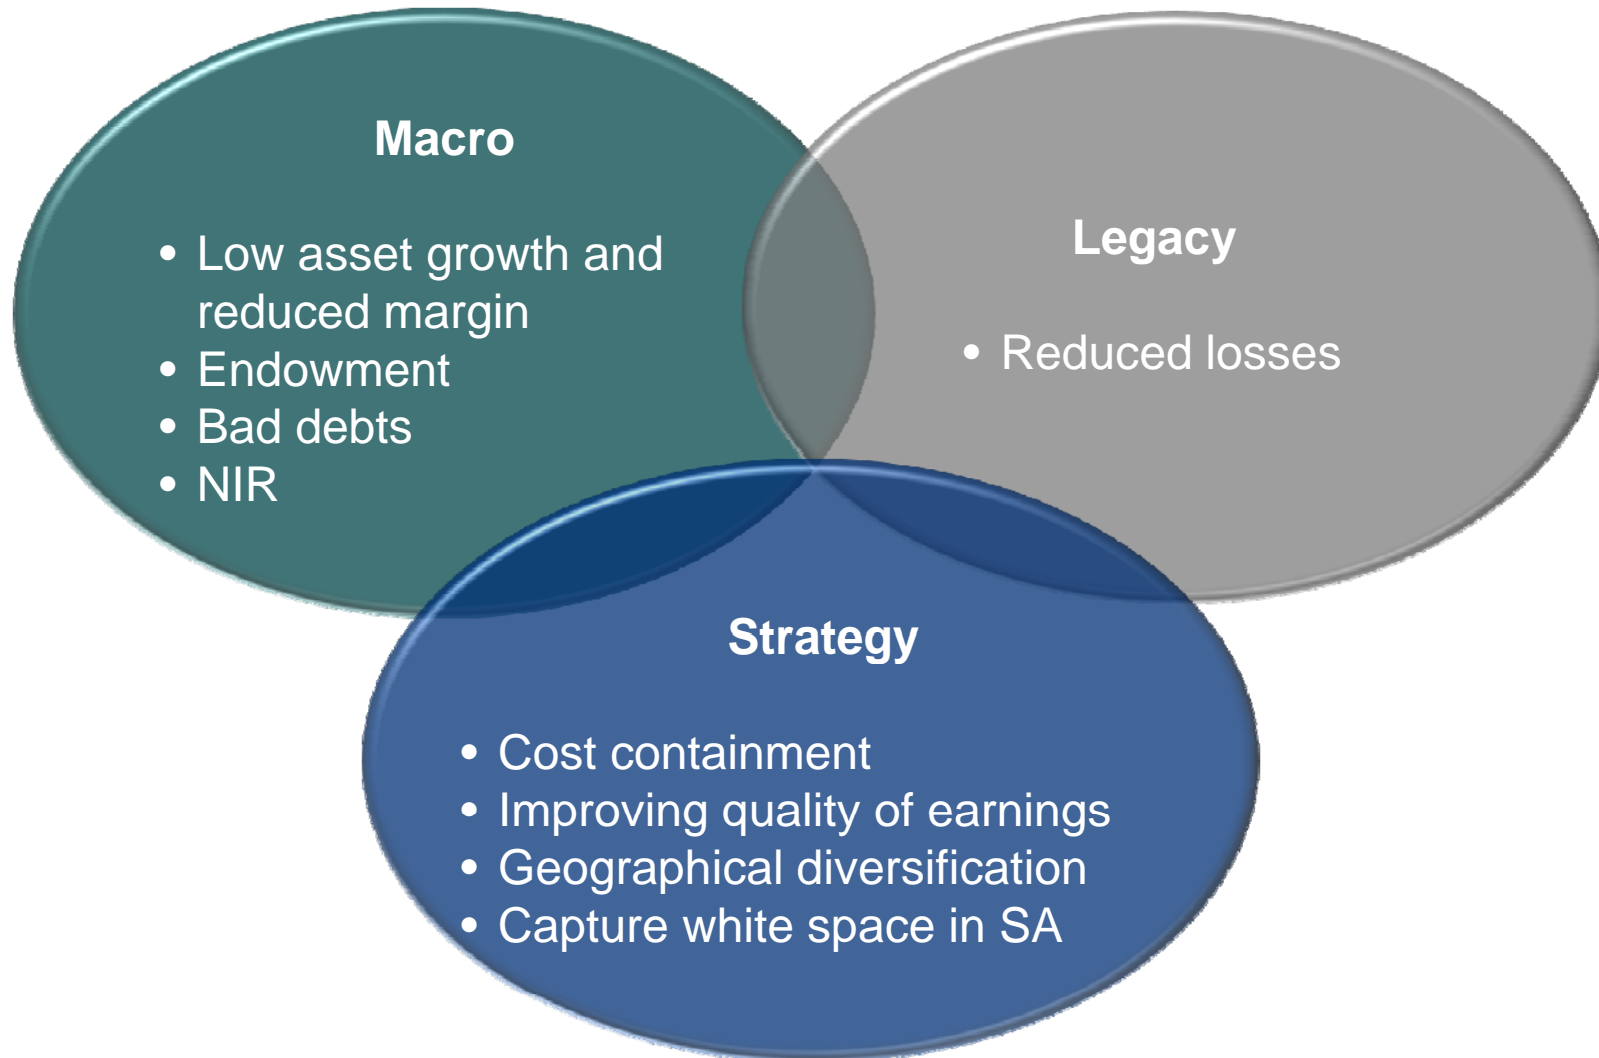 Macro
• Low asset growth and
reduced margin
• Endowment
• Bad debts
• NIR
Legacy
• Reduced losses
Strategy
• Cost containment
• Improving quality of earnings
• Geographical diversification
• Capture white space in SA